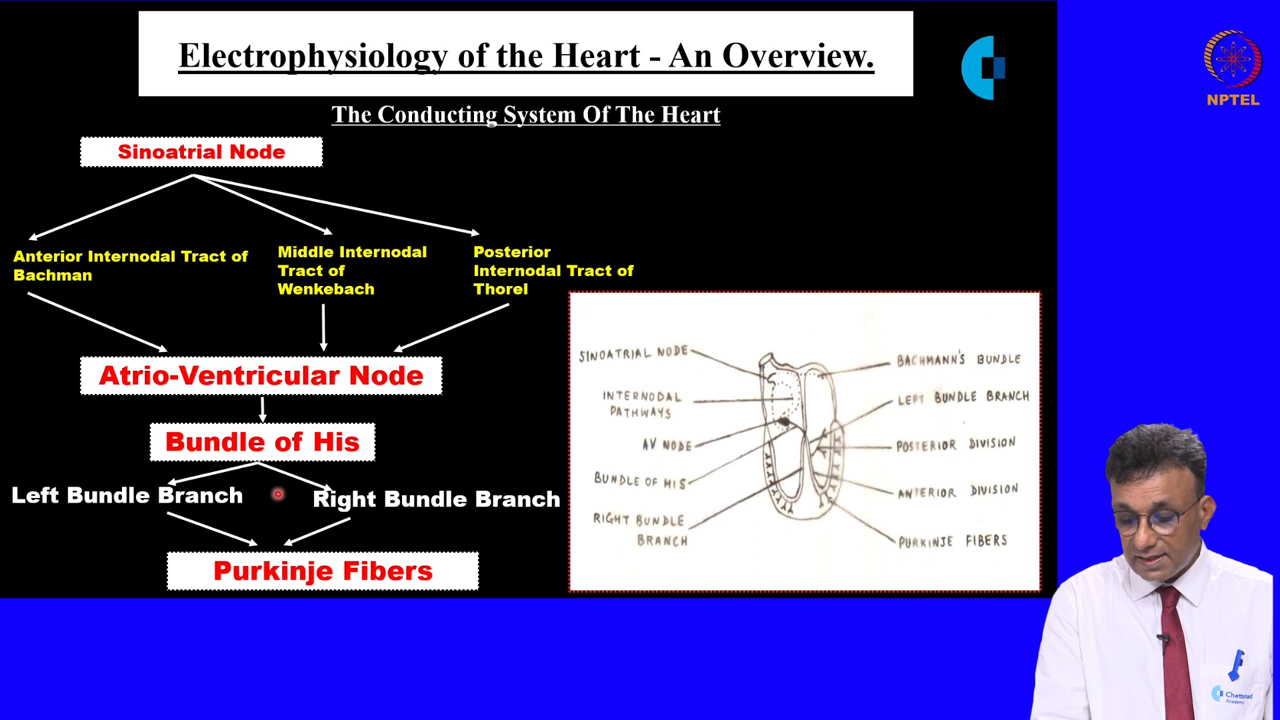 Electrophysiology of the Heart - An Overview.
NPTEL
The Conducting System Of The Heart
Sinoatrial Node
Anterior Internodal Tract of
Bachman
Middle Internodal
Tract of
Wenkebach
Posterior
Internodal Tract of
Thorel
Atrio-Ventricular Node
Bundle of His
Left Bundle Branch
Right Bundle Branch
Purkinje Fibers
SINOATRIAL NODE
INTERNODAL
PATHWAYS
AV NODE
BUNDLE OF HIS
RIGHT BUNDLE
BRANCH
BACHMANN'S BUNDLE
LEFT BUNDLE BRANCH
POSTERIOR DIVISION
ANTERIOR DIVISION
PURKINJE FIBERS
Chettinad
Academy